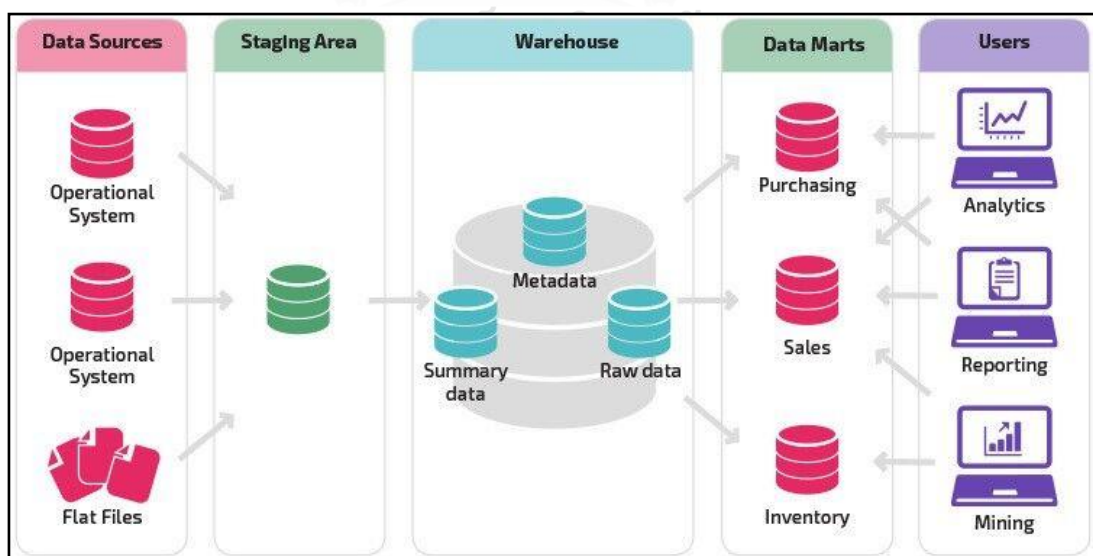 Data Sources
Staging Area
Warehouse
Data Marts
Users
Operational
System
Operational
System
Flat Files
Metadata
Summary
data
Raw data
Purchasing
Sales
Inventory
Analytics
Reporting
Mining